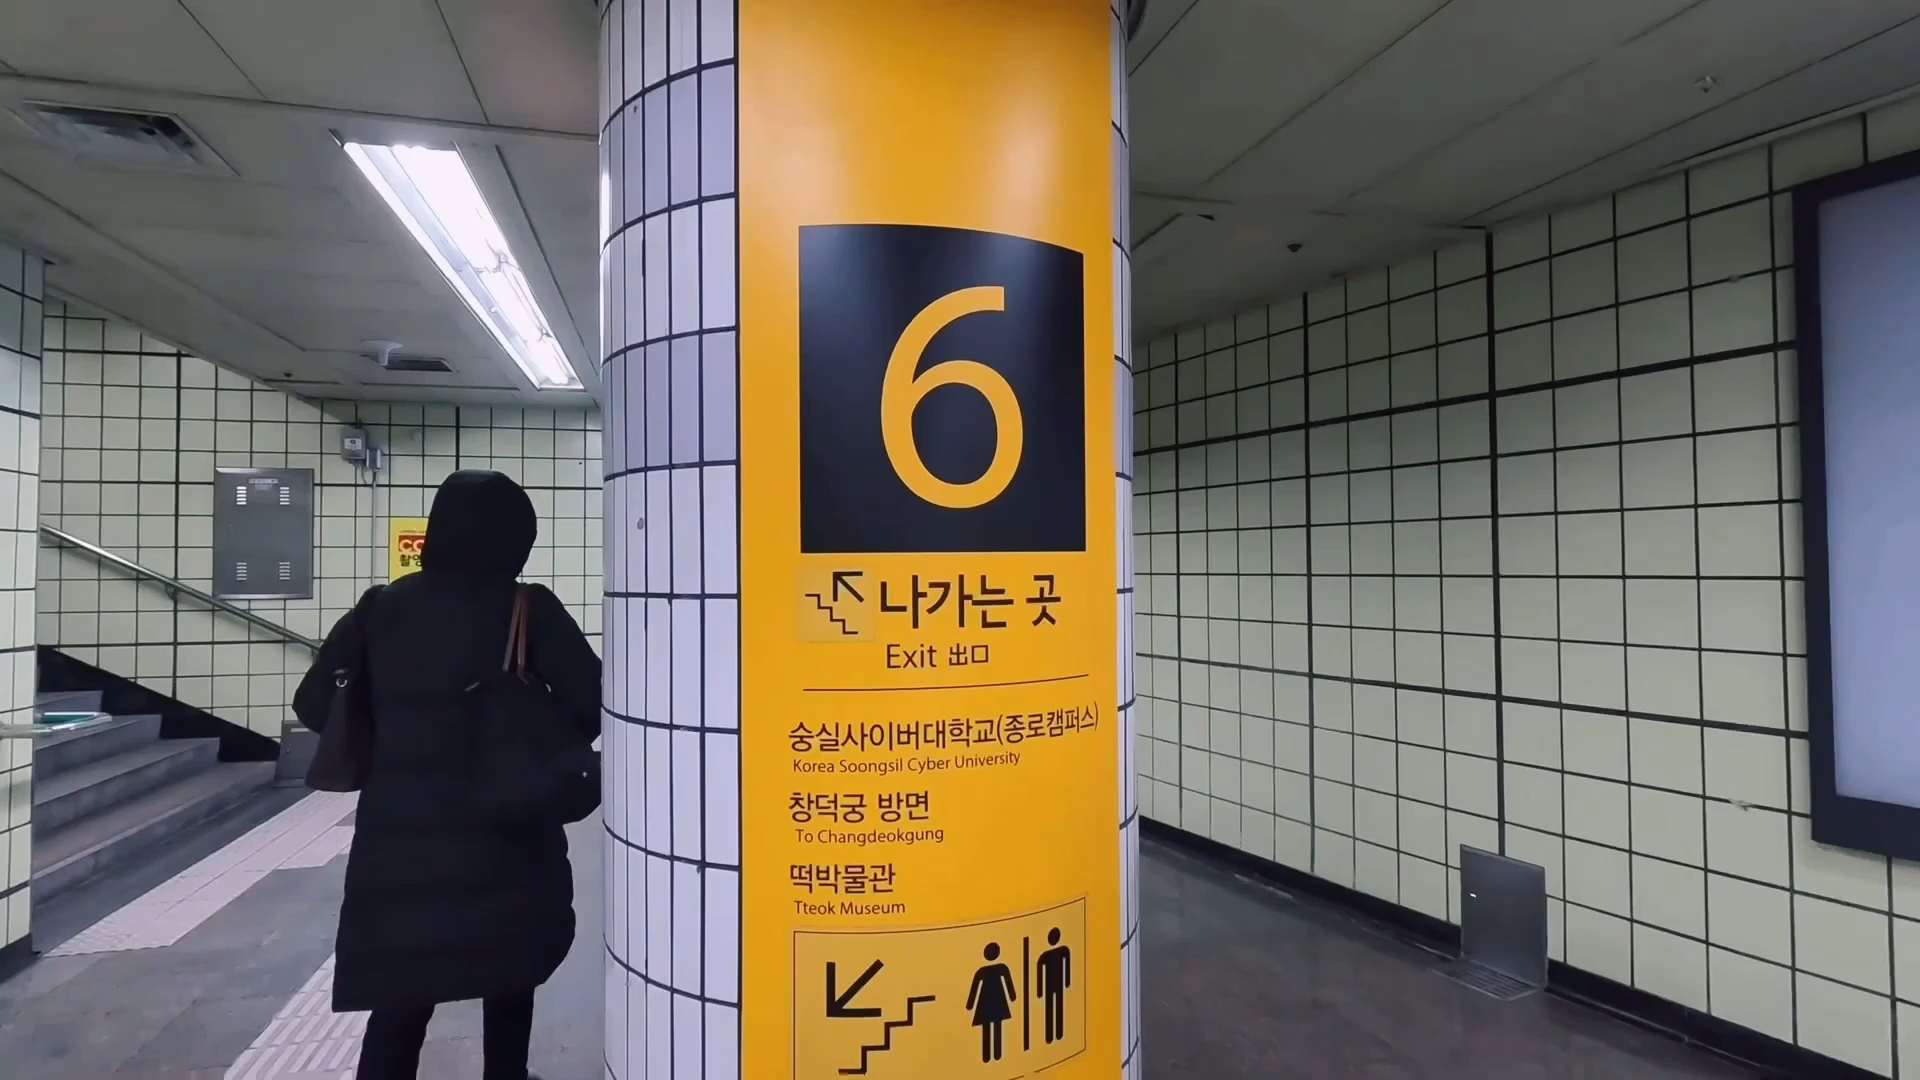 6
나가는 곳
Exit 出口
숭실사이버대학교(종로캠퍼스)
Korea Soongsil Cyber University
창덕궁 방면
To Changdeokgung
떡박물관
Tteok Museum